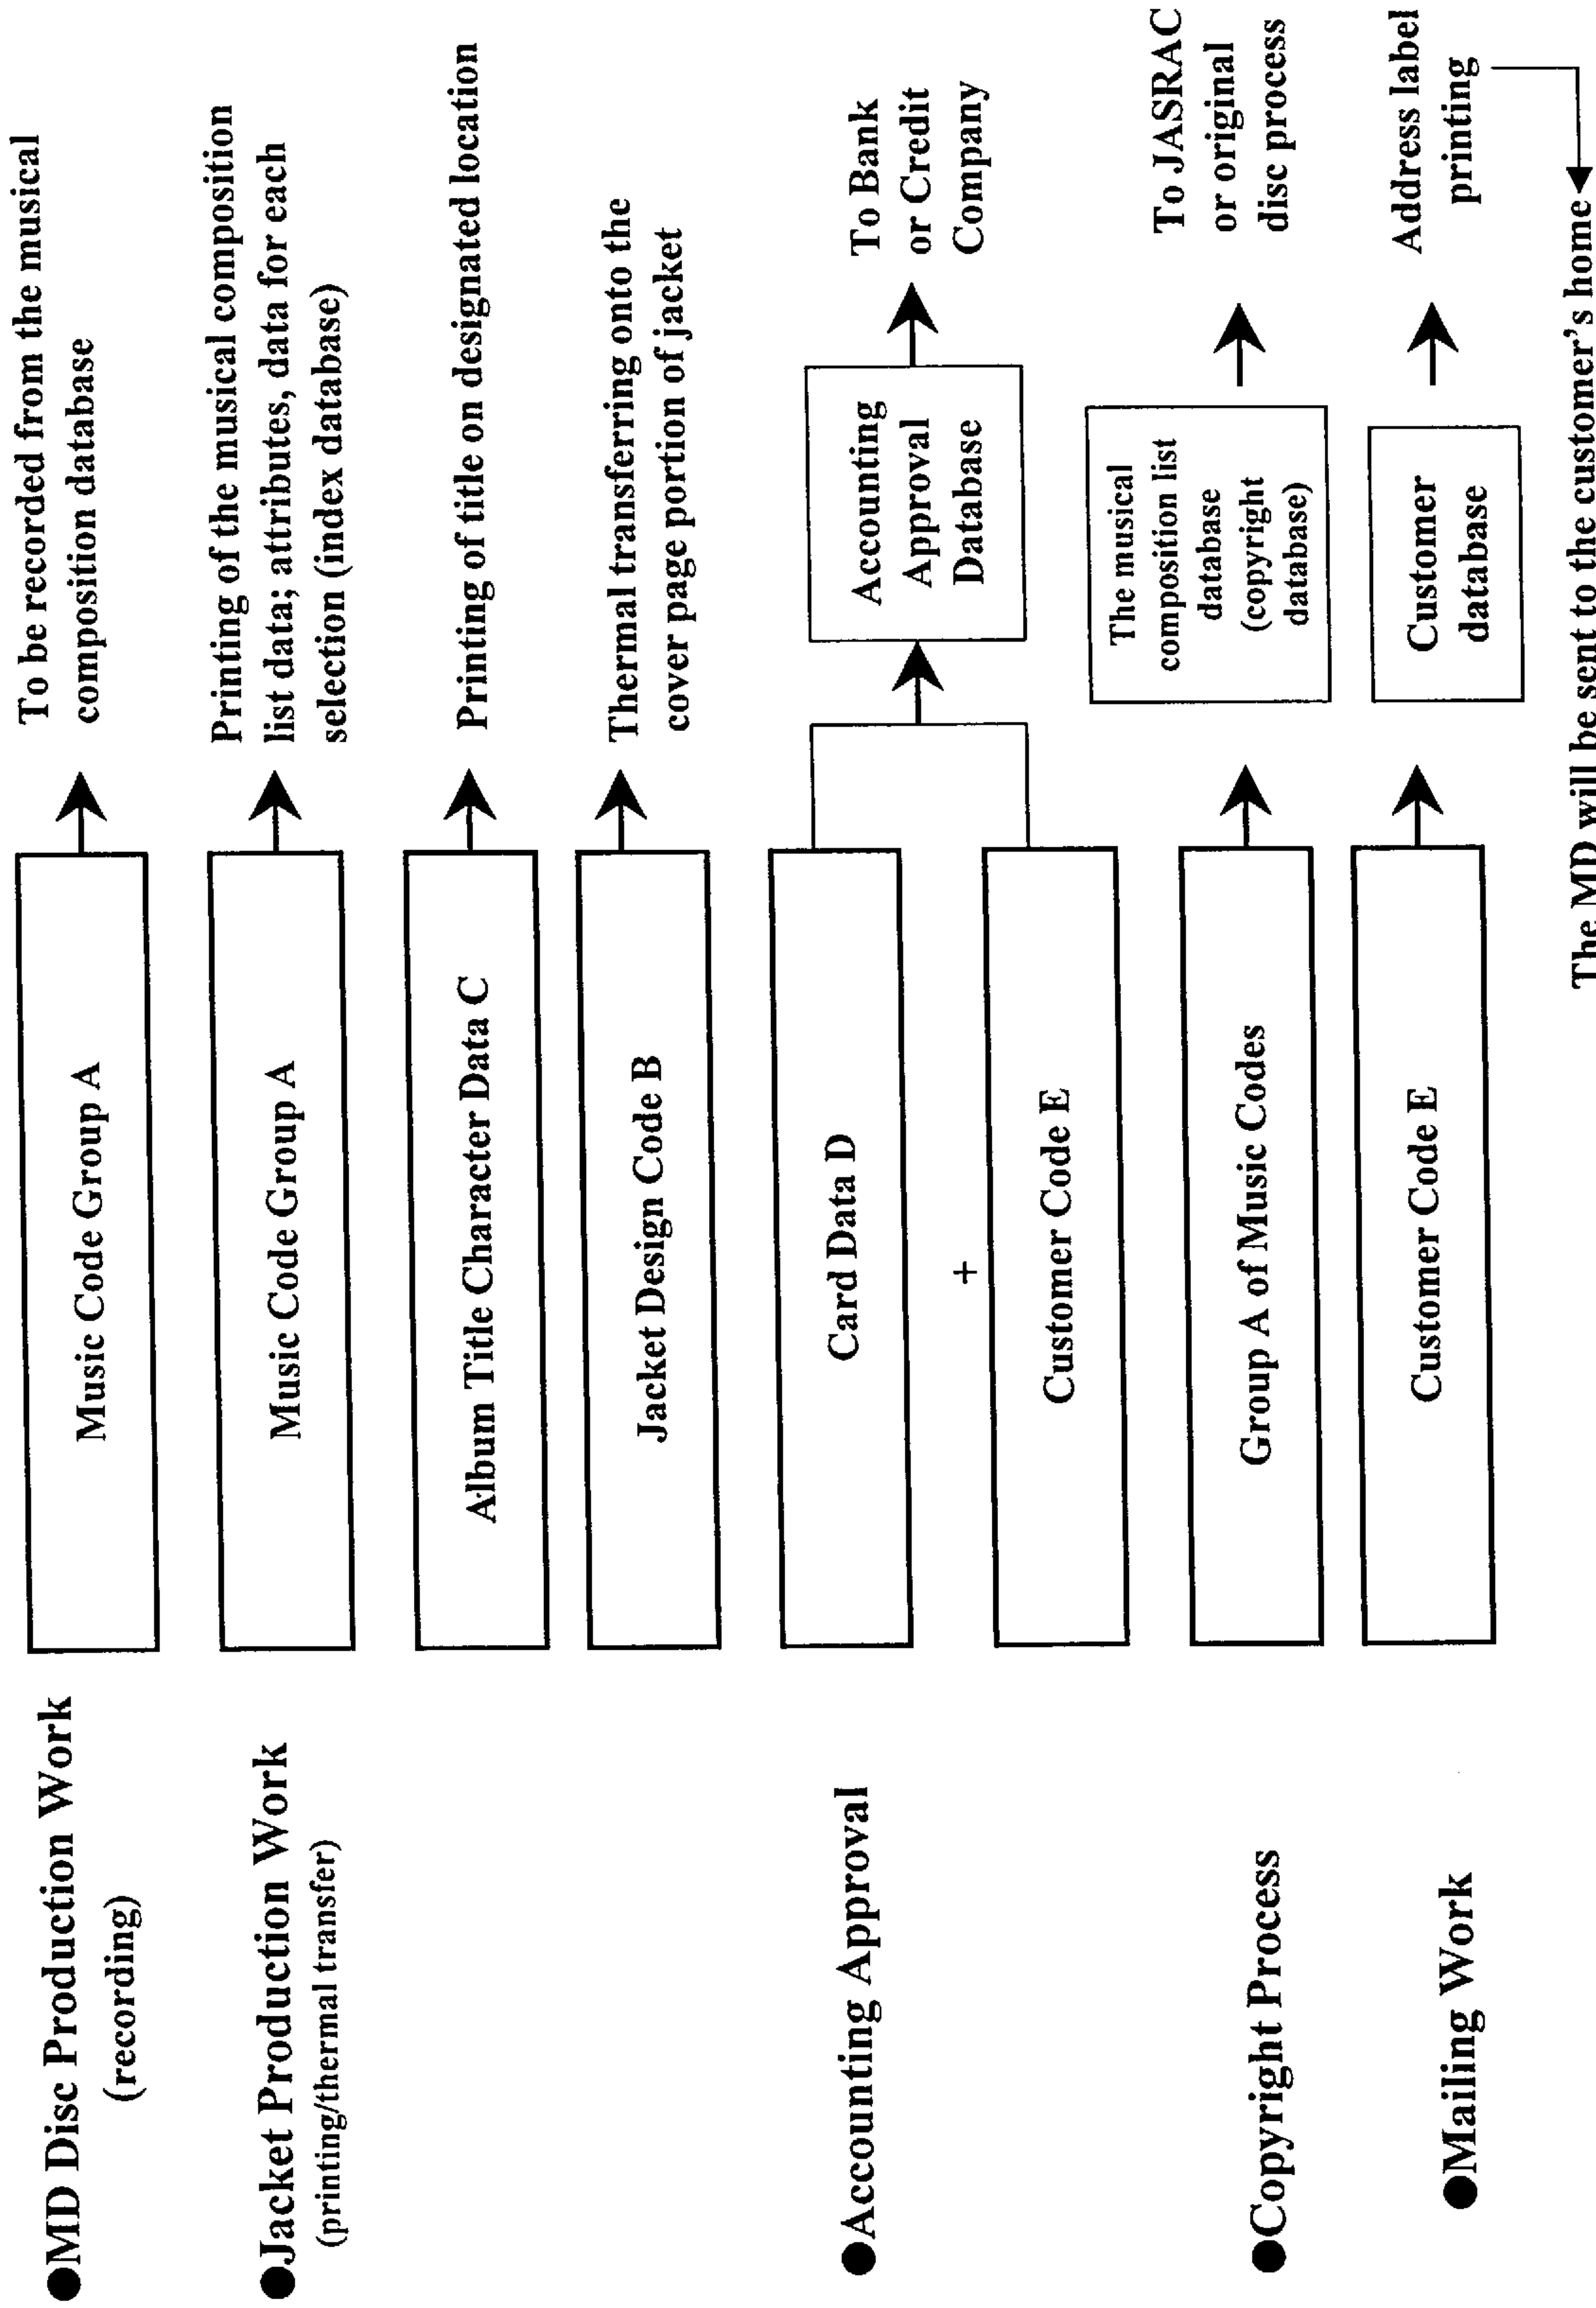 ●MD Disc Production Work
(recording)
Music Code Group A
To be recorded from the musical
composition database
●Jacket Production Work
(printing/thermal transfer)
Music Code Group A
Printing of the musical composition
list data; attributes, data for each
selection (index database)
Album Title Character Data C
Printing of title on designated location
Jacket Design Code B
Thermal transferring onto the
cover page portion of jacket
●Accounting Approval
Card Data D
+
Customer Code E
Accounting
Approval
Database
To Bank
or Credit
Company
●Copyright Process
Group A of Music Codes
The musical
composition list
database
(copyright
database)
To JASRAC
or original
disc process
●Mailing Work
Customer Code E
Customer
database
Address label
printing
The MD will be sent to the customer's home